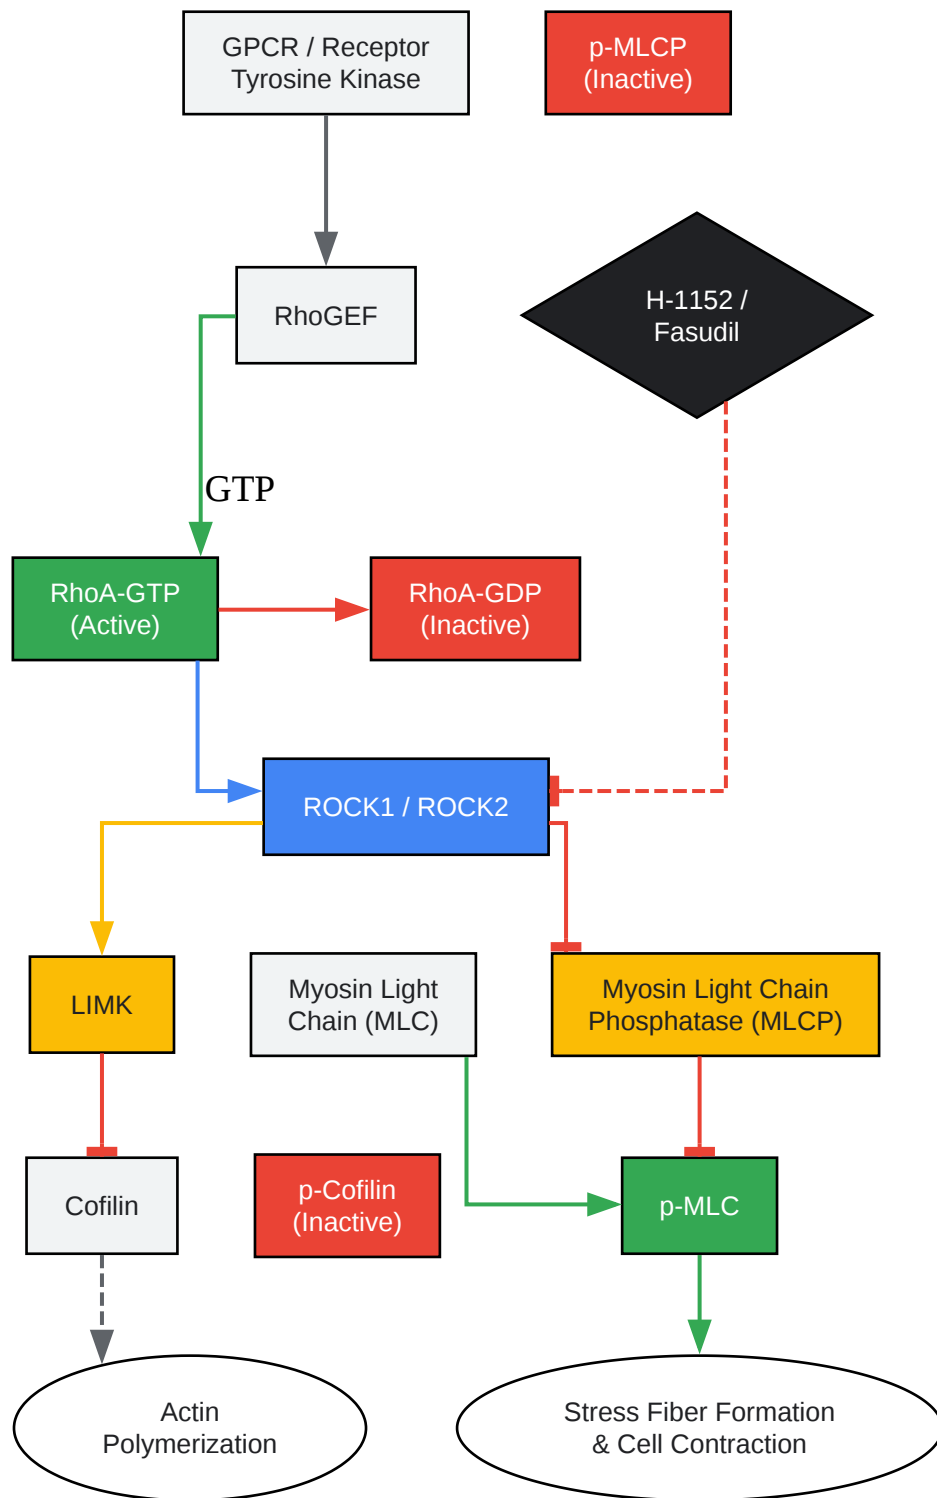 GPCR / Receptor
Tyrosine Kinase
p-MLCP
(Inactive)
RhoGEF
H-1152 /
Fasudil
GTP
RhoA-GTP
(Active)
RhoA-GDP
(Inactive)
ROCK1 / ROCK2
LIMK
Myosin Light
Chain (MLC)
Myosin Light Chain
Phosphatase (MLCP)
Cofilin
p-Cofilin
(Inactive)
p-MLC
Actin
Polymerization
Stress Fiber Formation
& Cell Contraction